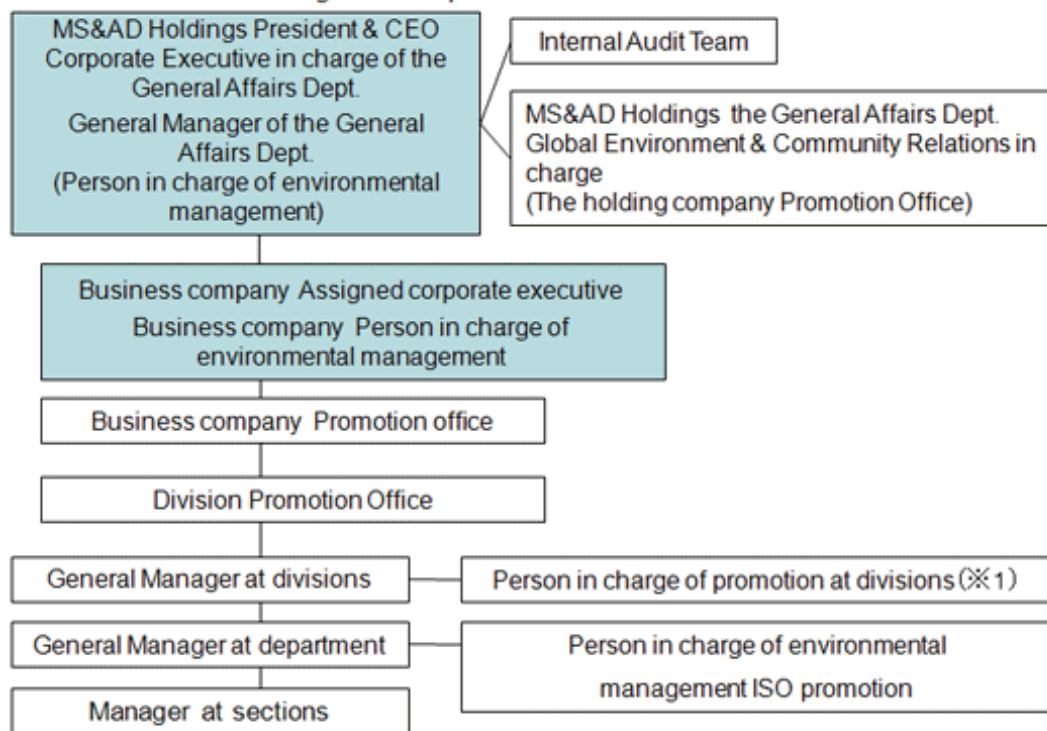 MS&AD Holdings President & CEO
Corporate Executive in charge of the
General Affairs Dept.
General Manager of the General
Affairs Dept.
(Person in charge of environmental
management)
Internal Audit Team
MS&AD Holdings the General Affairs Dept.
Global Environment & Community Relations in
charge
(The holding company Promotion Office)
Business company Assigned corporate executive
Business company Person in charge of
environmental management
Business company Promotion office
Division Promotion Office
General Manager at divisions
Person in charge of promotion at divisions(※1)
General Manager at department
Person in charge of environmental
management ISO promotion
Manager at sections